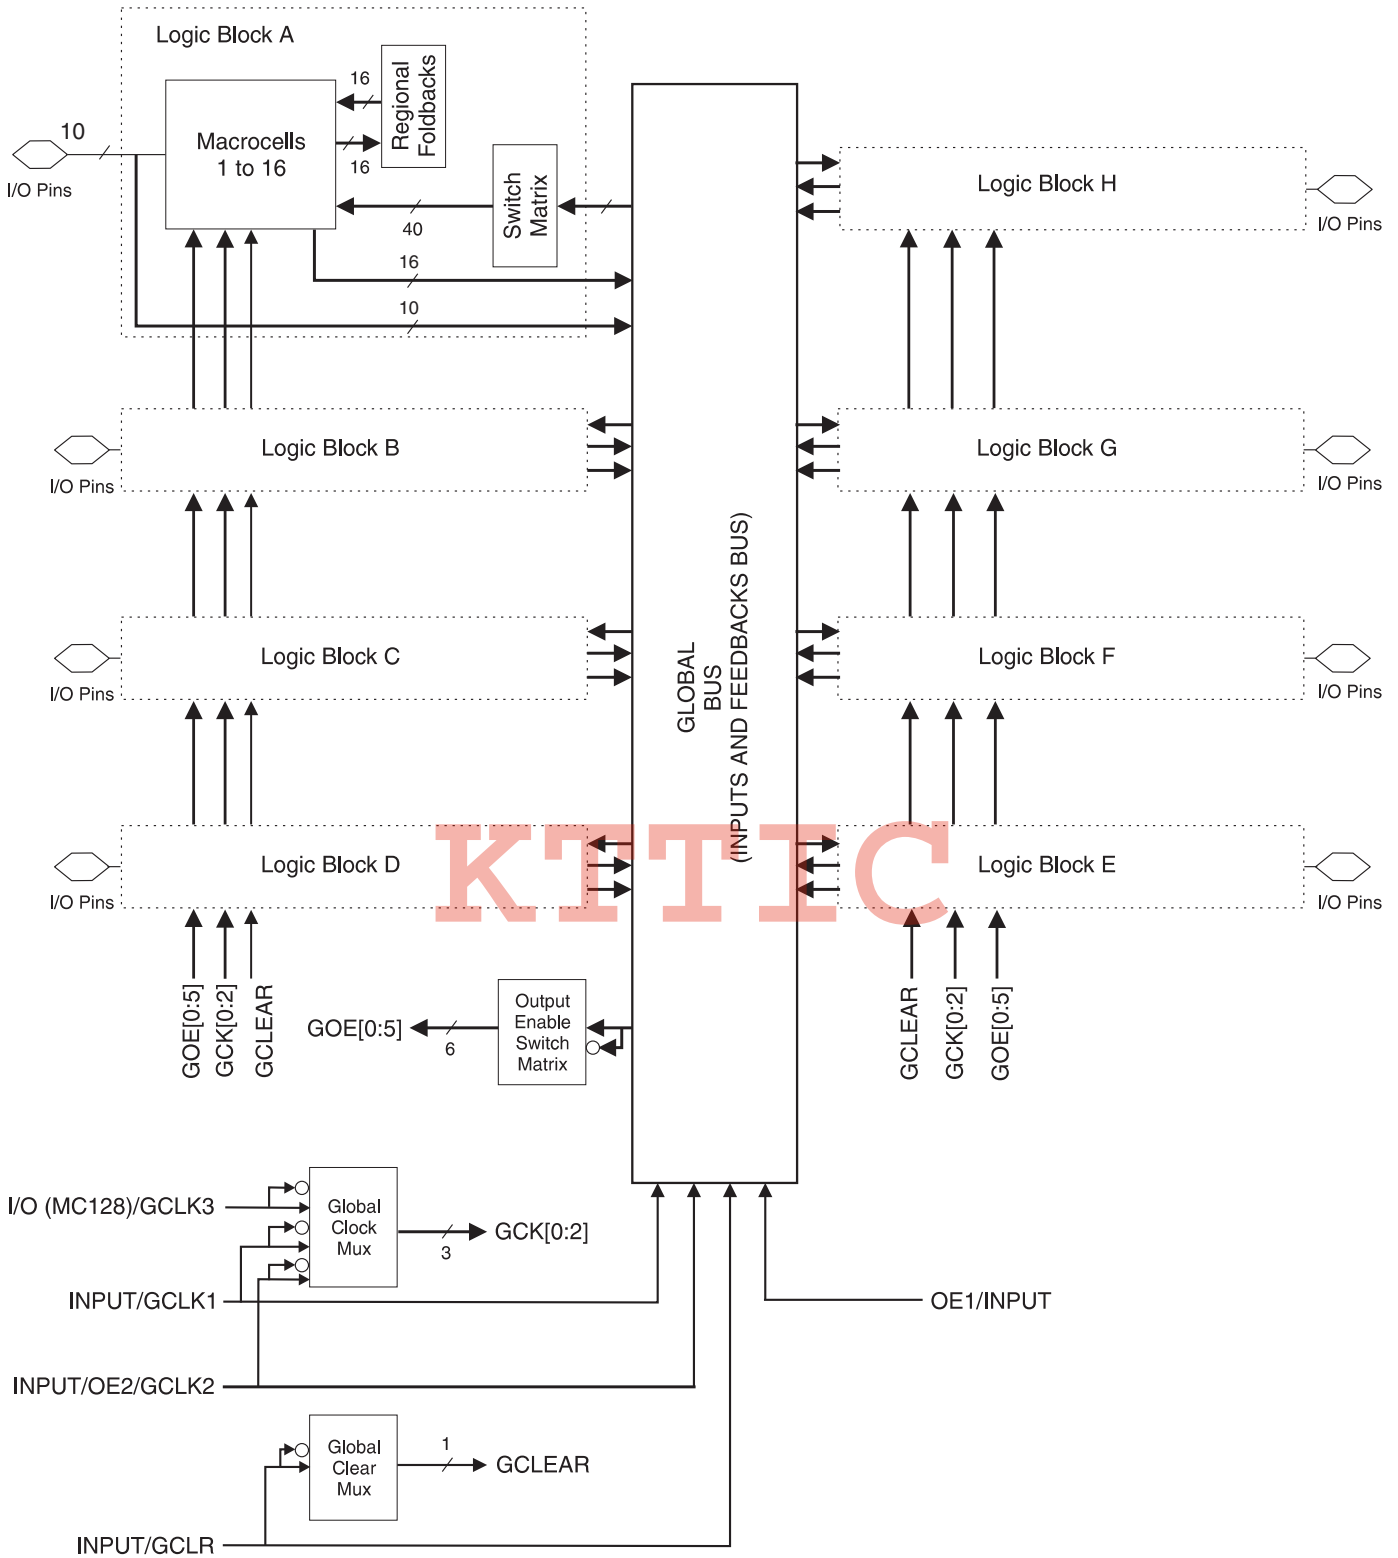 Logic Block A
16
Regional
Foldbacks
10
Macrocells
1 to 16
16
I/O Pins
Switch
Matrix
40
16
10
Logic Block H
I/O Pins
Logic Block B
I/O Pins
Logic Block G
I/O Pins
GLOBAL
BUS
(INPUTS AND FEEDBACKS BUS)
Logic Block C
I/O Pins
Logic Block F
I/O Pins
KTTIC
Logic Block D
I/O Pins
Logic Block E
I/O Pins
GOE[0:5]
GCK[0:2]
GCLEAR
GCLEAR
GCK[0:2]
GOE[0:5]
GOE[0:5]
6
Output
Enable
Switch
Matrix
I/O (MC128)/GCLK3
Global
Clock
Mux
3
GCK[0:2]
INPUT/GCLK1
OE1/INPUT
INPUT/OE2/GCLK2
Global
Clear
Mux
1
GCLEAR
INPUT/GCLR